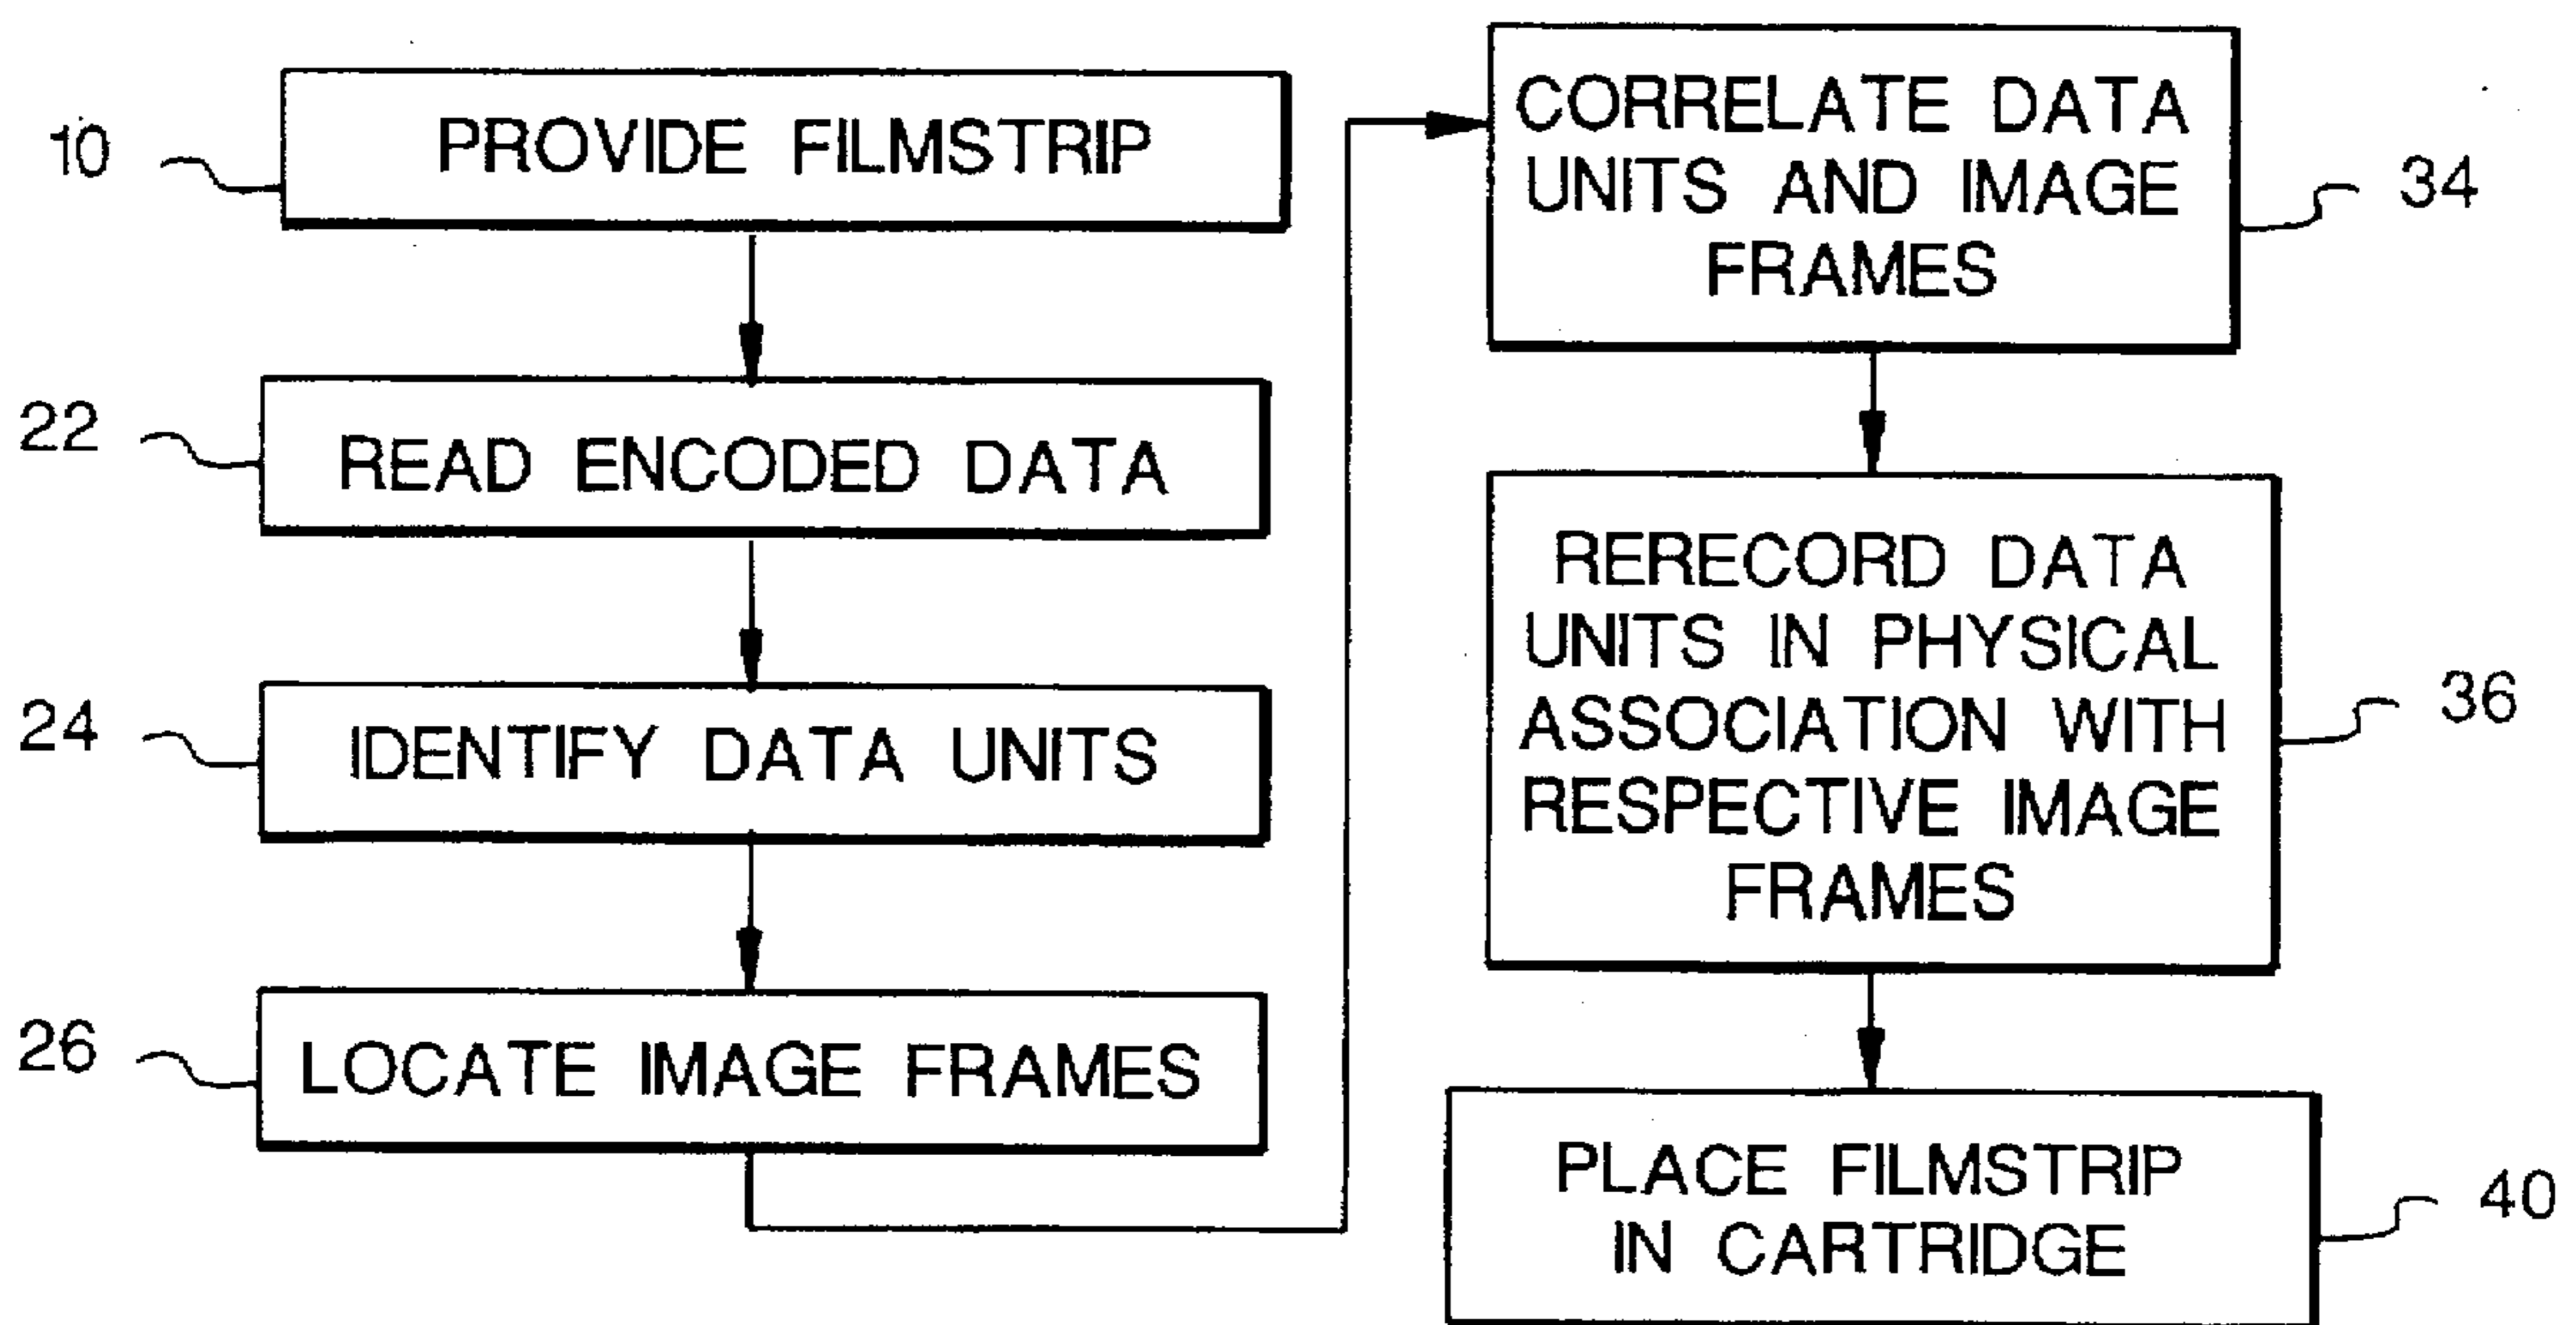 10
PROVIDE FILMSTRIP
22
READ ENCODED DATA
24
IDENTIFY DATA UNITS
26
LOCATE IMAGE FRAMES
CORRELATE DATA
UNITS AND IMAGE
FRAMES
34
RERECORD DATA
UNITS IN PHYSICAL
ASSOCIATION WITH
RESPECTIVE IMAGE
FRAMES
36
PLACE FILMSTRIP
IN CARTRIDGE
40